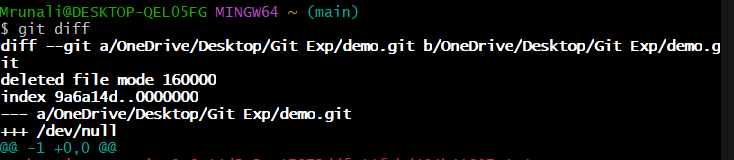 Mrunali@DESKTOP-QEL05FG MINGW64 ~ (main)
$ git diff
diff --git a/OneDrive/Desktop/Git Exp/demo.git b/OneDrive/Desktop/Git Exp/demo.g
it
deleted file mode 160000
index 9a6a14d..0000000
--- a/OneDrive/Desktop/Git Exp/demo.git
+++ /dev/null
@@ -1 +0,0 @@